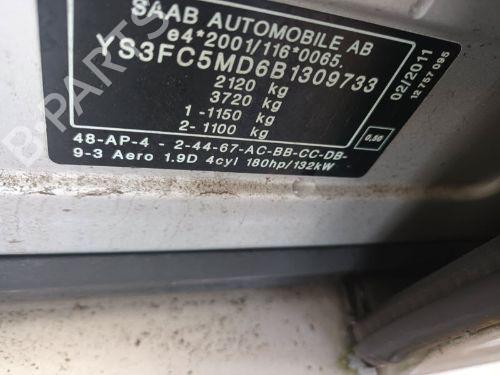 SAAB AUTOMOBILE AB
e4*2001/116*0065.
YS3FC5MD6B1309733
2120 kg
3720 kg
1 -1150 kg
2- 1100 kg
48-AP-4 - 2-44-67-AC-BB-CC-DB-
9-3 Aero 1.9D 4cyl 180hp/132kW
02/2011
12757095
0,50
B-PARTS